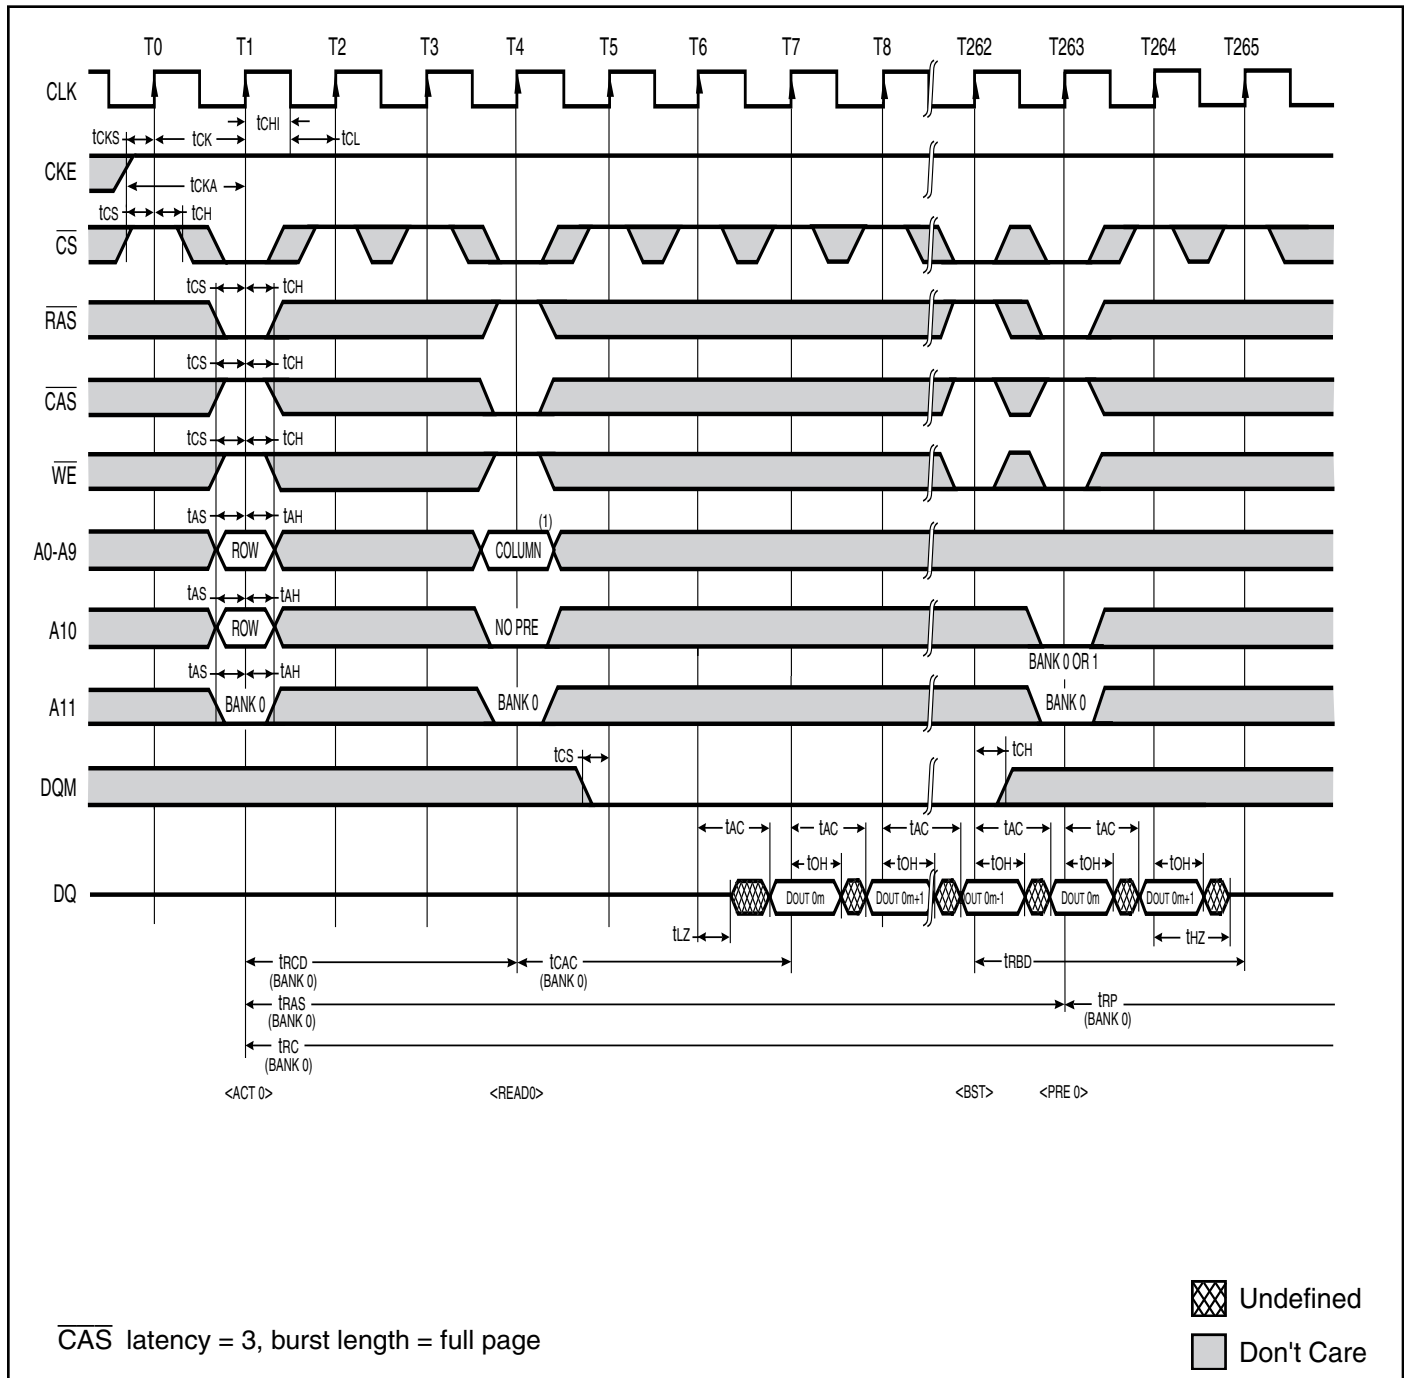 T0 T1 T2 T3 T4 T5 T6 T7 T8 T262 T263 T264 T265
CLK
tCHI
tCKS tCK tCL
CKE
tCKA
tCS tCH
CS
tCS tCH
RAS
tCS tCH
CAS
tCS tCH
WE
tAS tAH (1)
A0-A9 ROW COLUMN
tAS tAH
A10 ROW NO PRE
BANK 0 OR 1
tAS tAH
A11 BANK 0 BANK 0 BANK 0
tCS tCH
DQM
tAC tAC tAC tAC tAC
tOH tOH tOH tOH tOH
DQ DOUT 0m DOUT 0m+1 OUT 0m-1 DOUT 0m DOUT 0m+1
tLZ tHZ
tRCD tCAC tRBD
(BANK 0) (BANK 0)
tRAS tRP
(BANK 0) (BANK 0)
tRC
(BANK 0)
<ACT 0> <READ0> <BST> <PRE 0>
Undefined
CAS latency = 3, burst length = full page
Don't Care